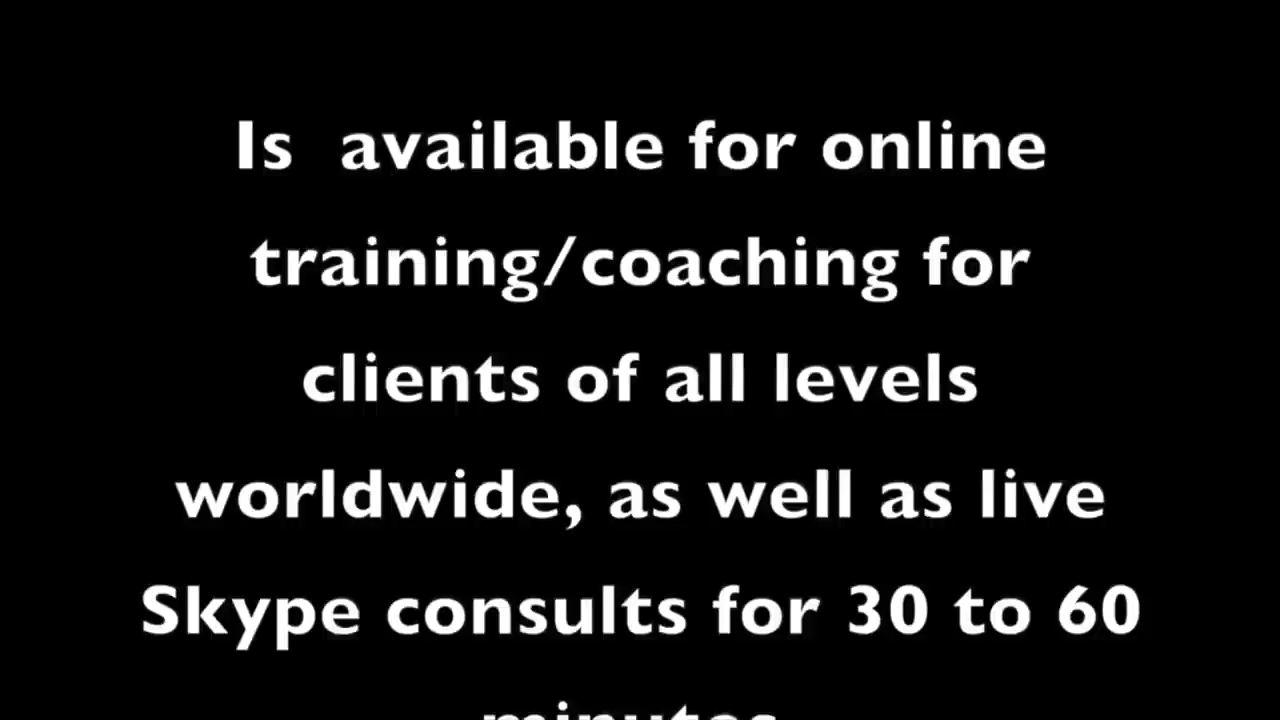 Is  available for online
training/coaching for
clients of all levels
worldwide, as well as live
Skype consults for 30 to 60
minutes